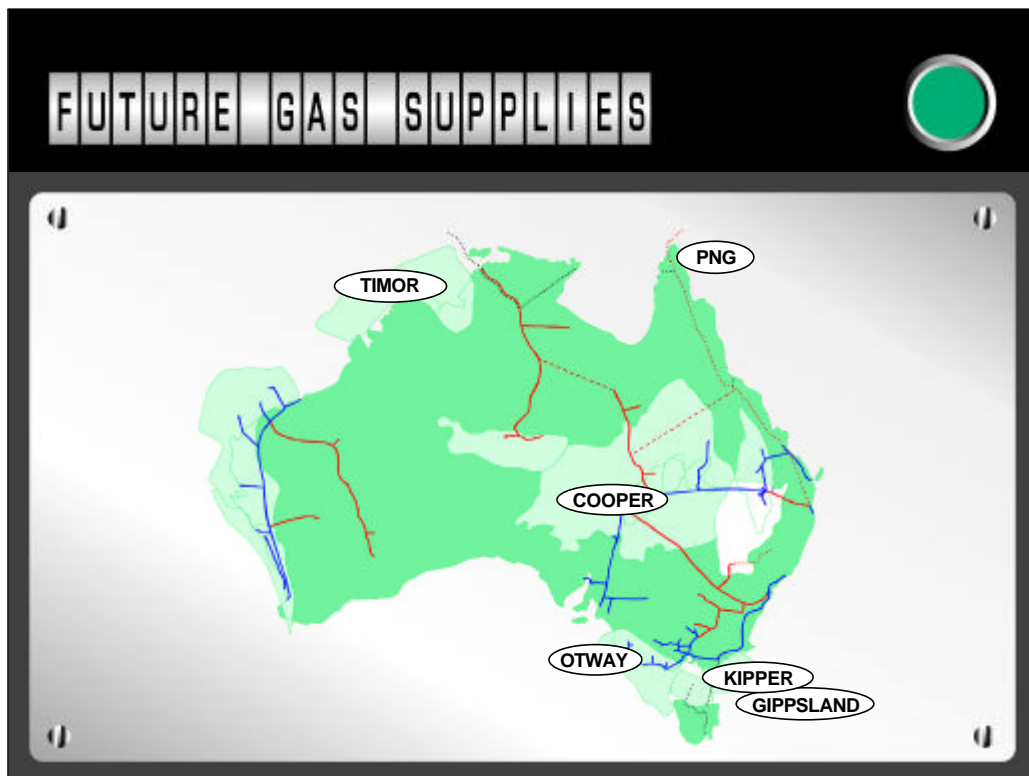 FUTURE GAS SUPPLIES
PNG
TIMOR
COOPER
OTWAY
KIPPER
GIPPSLAND